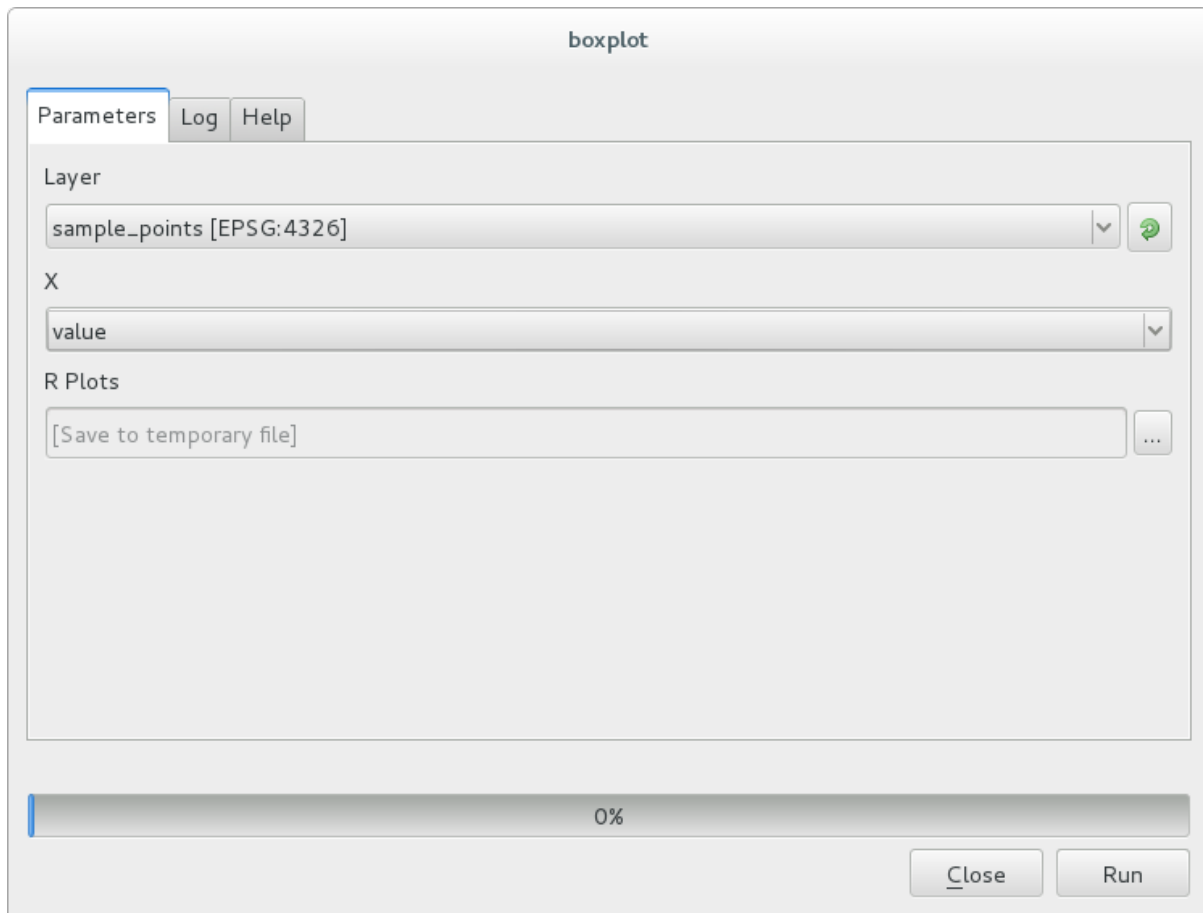 boxplot
Parameters Log Help
Layer
sample_points [EPSG:4326]
X
value
R Plots
[Save to temporary file] ...
0%
Close Run